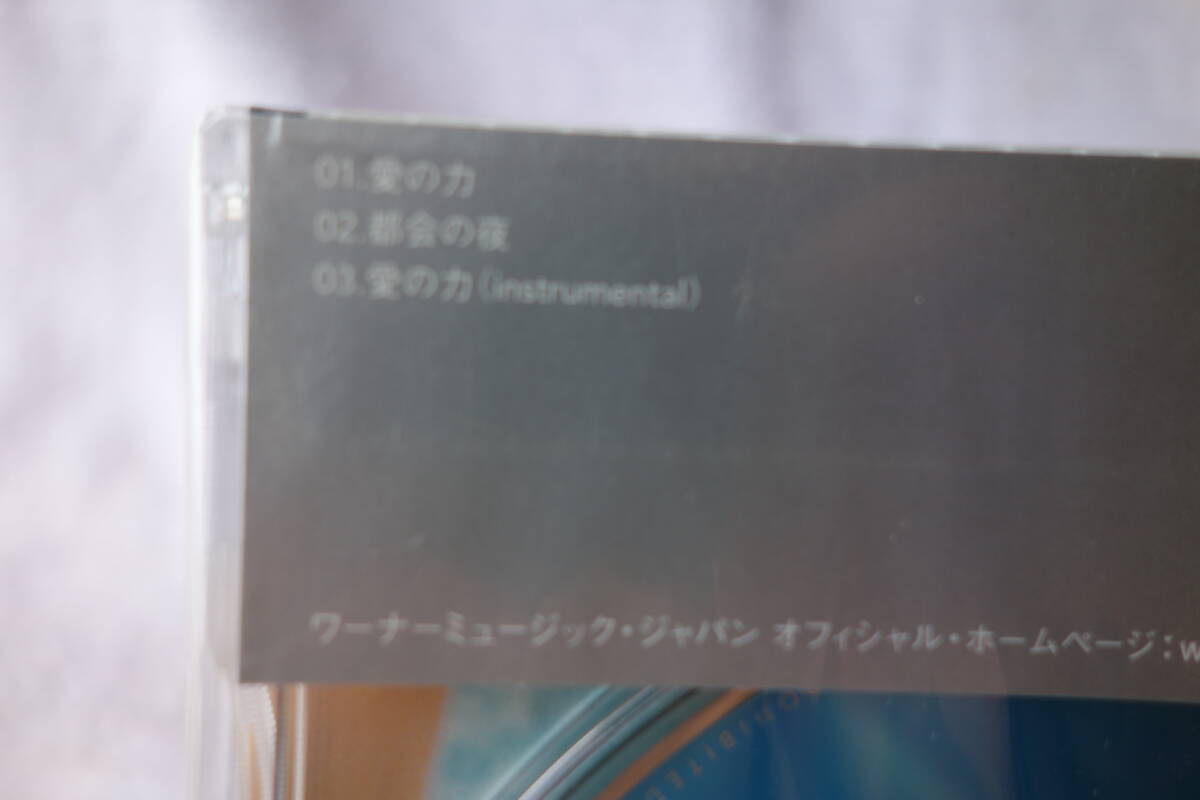 01.愛の力
02.都会の夜
03.愛の力(instrumental)
ワーナーミュージック・ジャパン オフィシャル・ホームページ：w
ROHIBITED